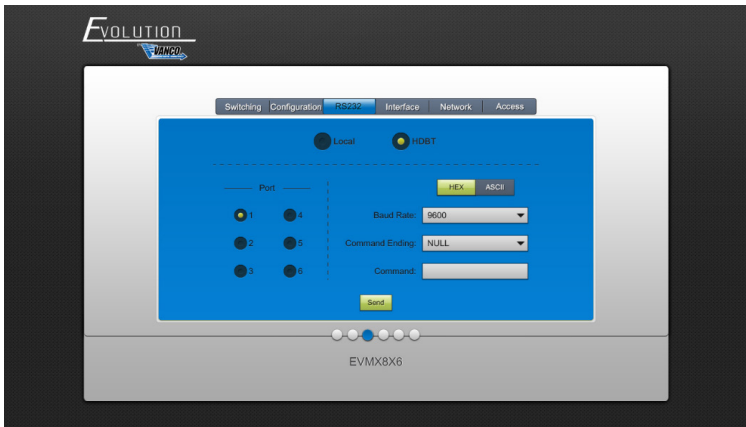 EVOLUTION
VANCO
Switching Configuration RS232 Interface Network Access
Local HDBT
Port
HEX ASCII
1 4 Baud Rate: 9600
2 5 Command Ending: NULL
3 6 Command:
Send
EVMX8X6